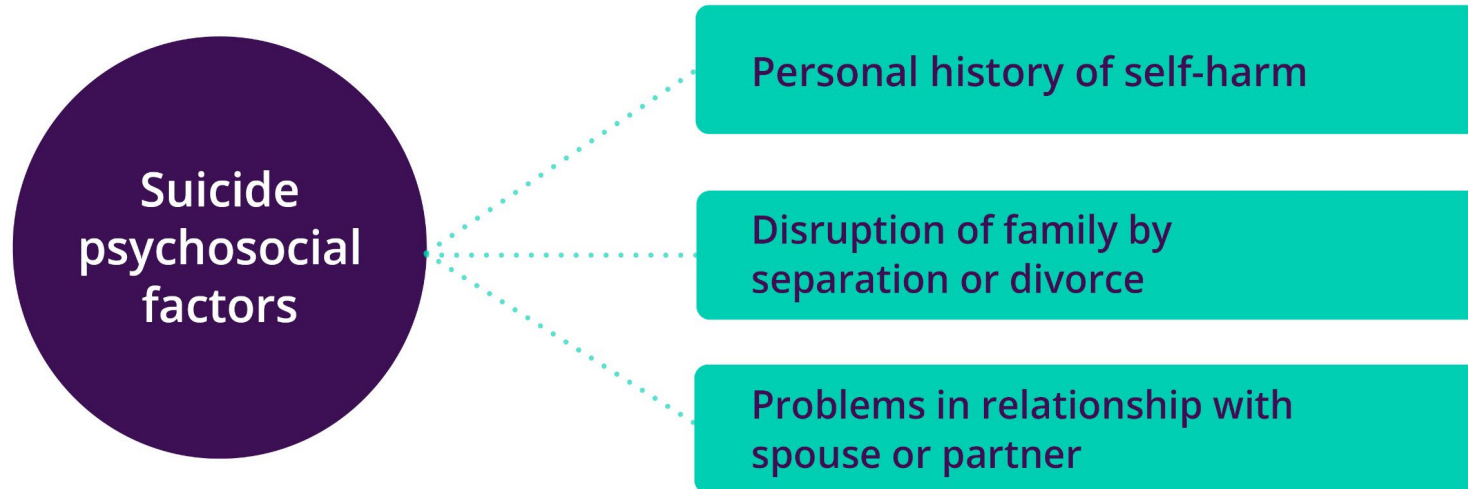 Suicide
psychosocial
factors
Personal history of self-harm
Disruption of family by
separation or divorce
Problems in relationship with
spouse or partner